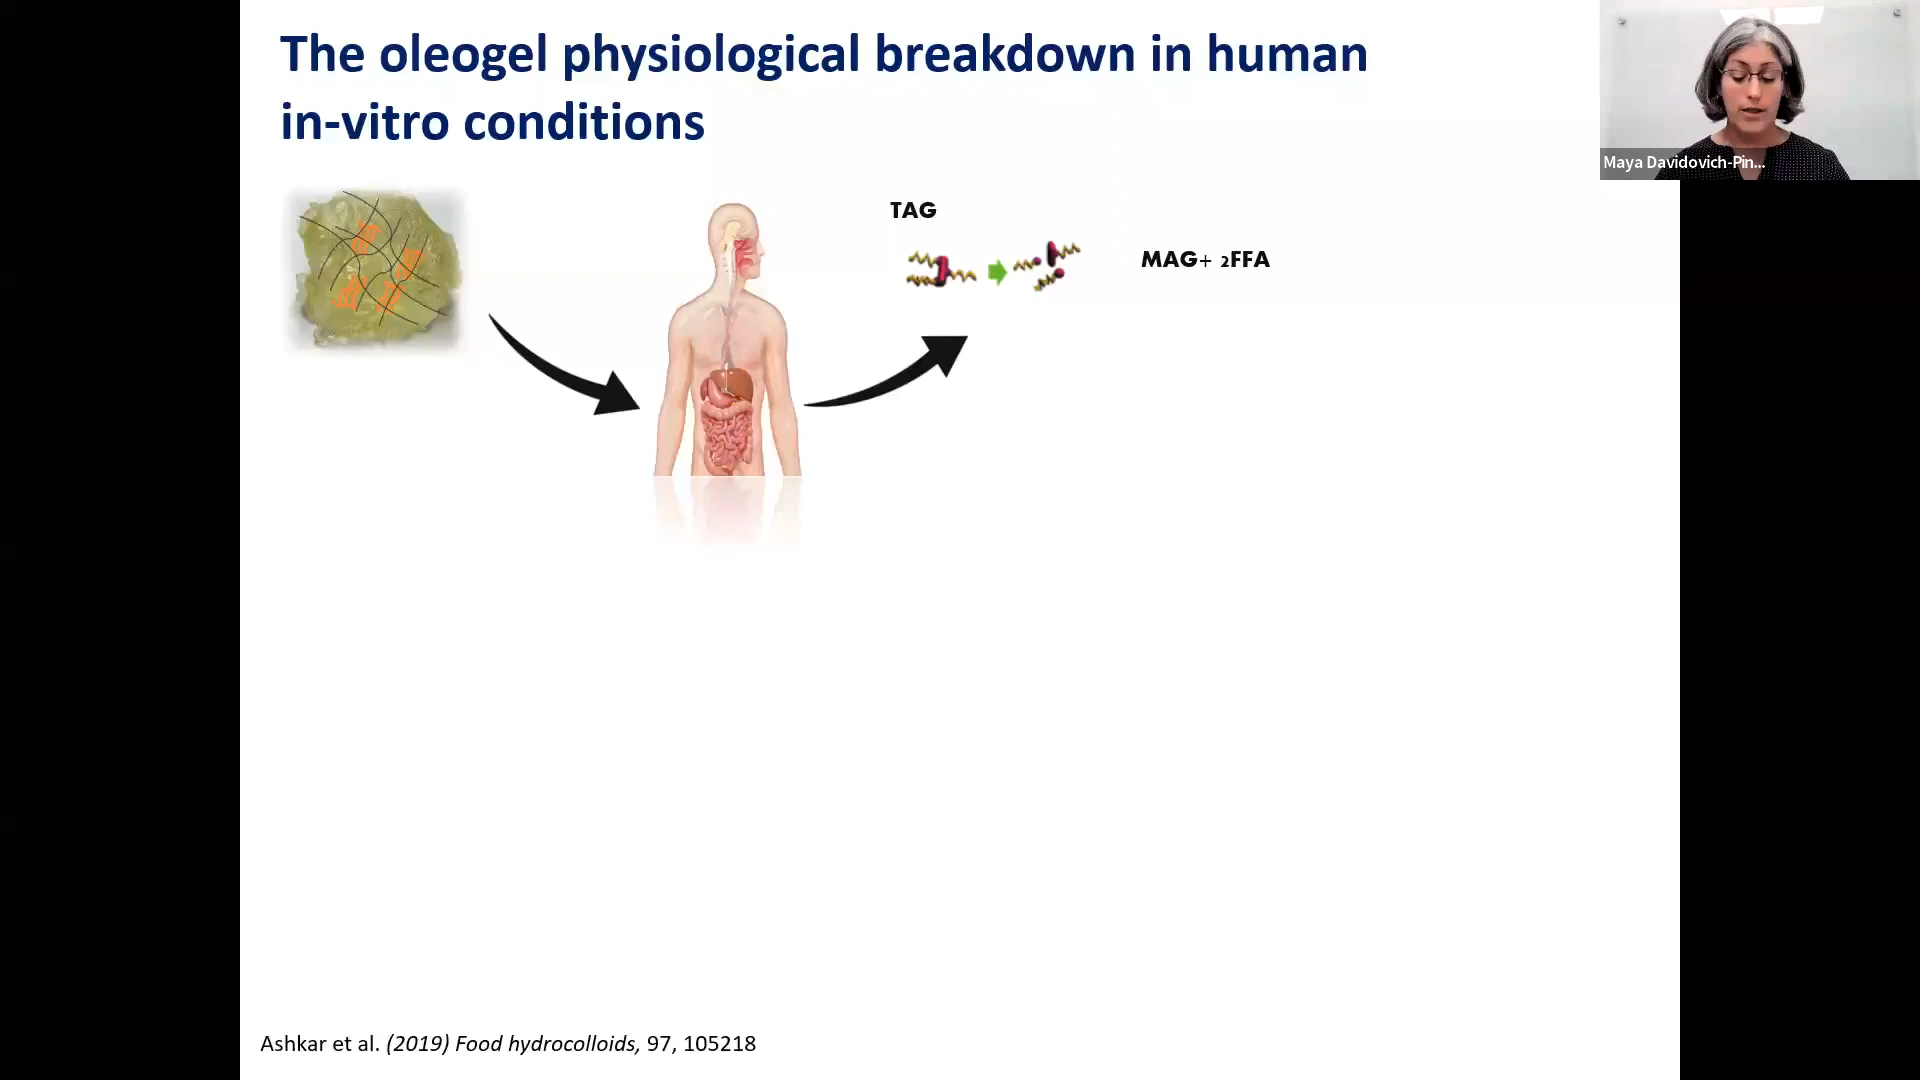 The oleogel physiological breakdown in human
in-vitro conditions
Maya Davidovich-Pin...
TAG
MAG+ 2FFA
Ashkar et al. (2019) Food hydrocolloids, 97, 105218